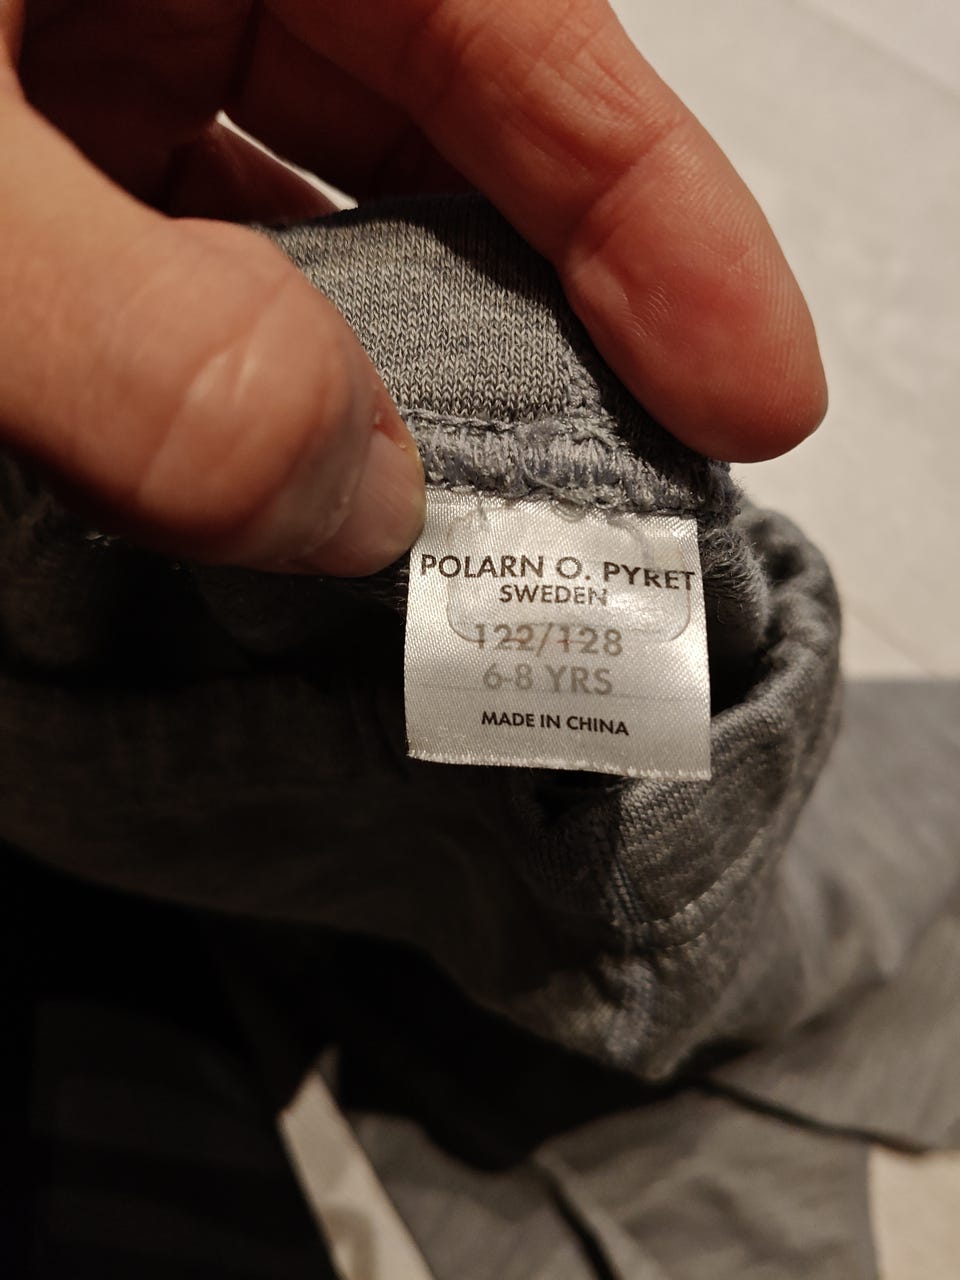 POLARN O. PYRET
SWEDEN
122/128
6-8 YRS
MADE IN CHINA